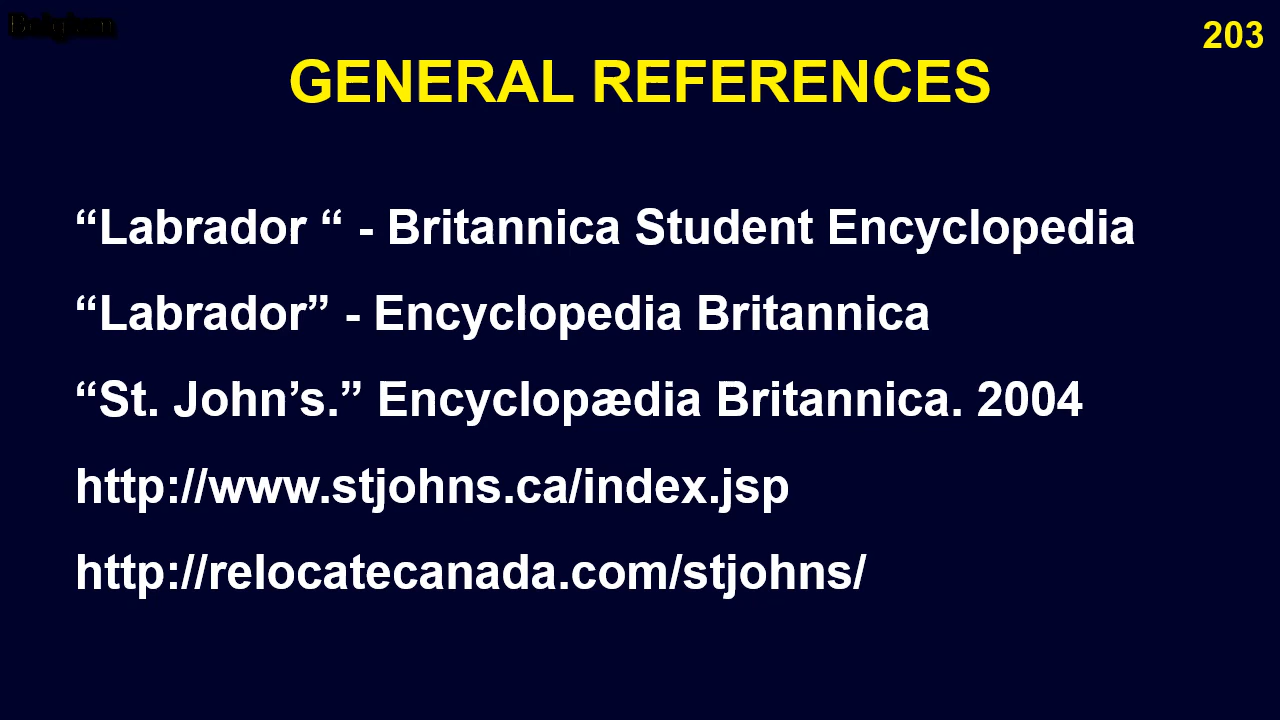 Belgium
203
GENERAL REFERENCES
“Labrador “ - Britannica Student Encyclopedia
“Labrador” - Encyclopedia Britannica
“St. John’s.” Encyclopædia Britannica. 2004
http://www.stjohns.ca/index.jsp
http://relocatecanada.com/stjohns/